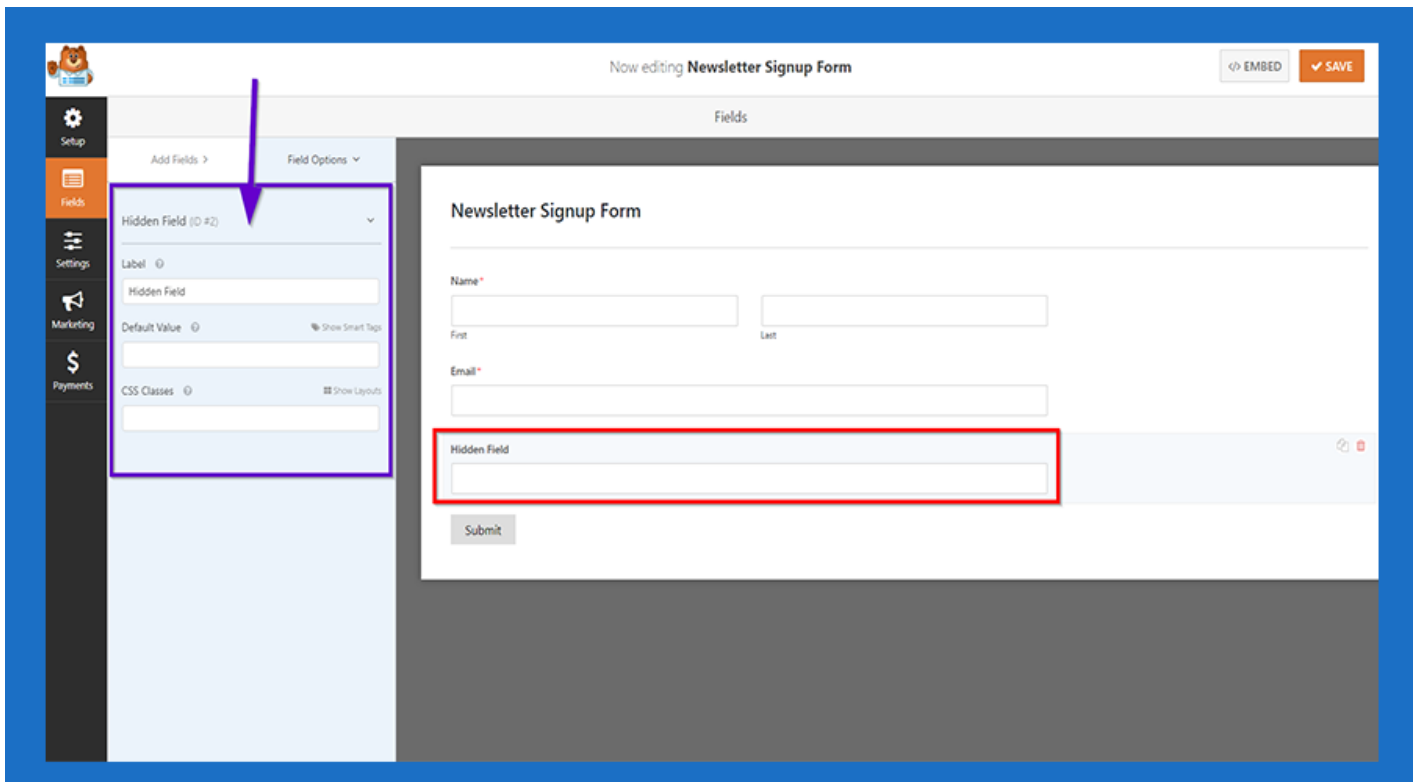 Now editing Newsletter Signup Form
</> EMBED
SAVE
Setup
Fields
Settings
Marketing
Payments
Fields
Add Fields >
Field Options
Hidden Field (ID #2)
Label
Hidden Field
Default Value
Show Smart Tags
CSS Classes
Show Layouts
Newsletter Signup Form
Name*
First
Last
Email*
Hidden Field
Submit